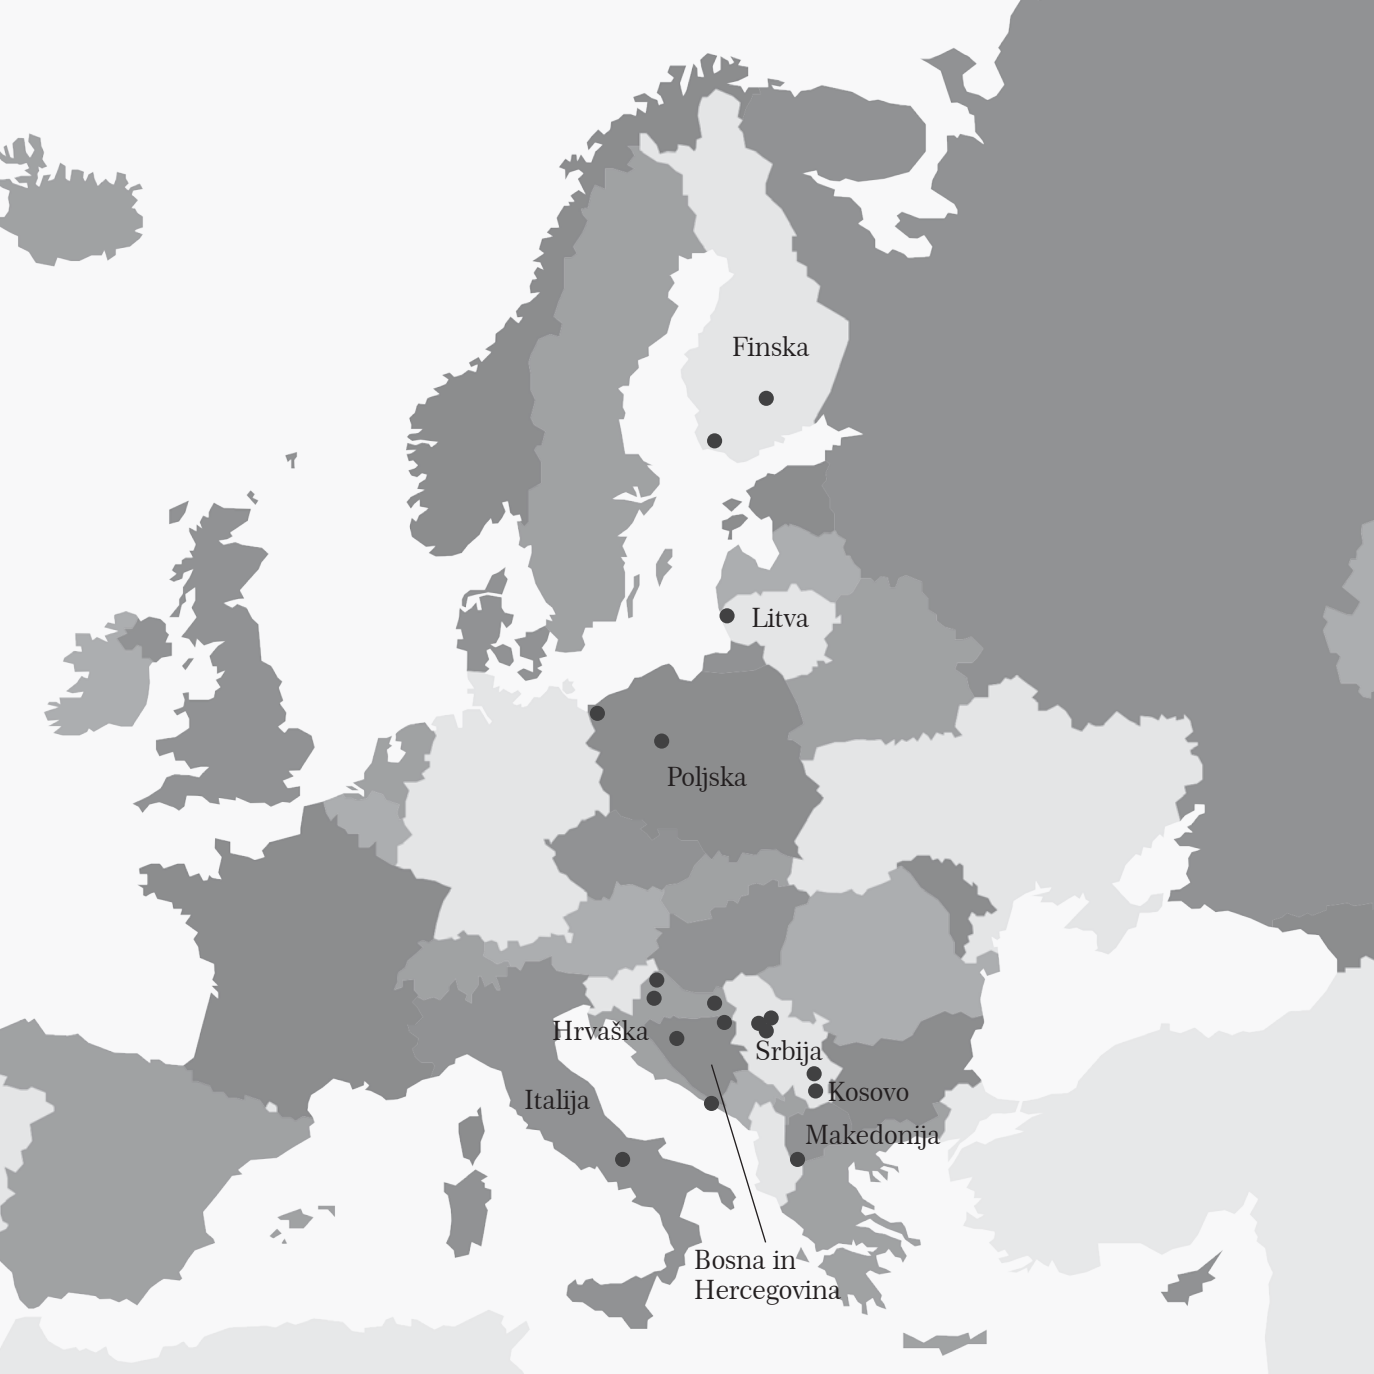 Finska
Litva
Poljska
Hrvaška
Srbija
Kosovo
Italija
Makedonija
Bosna in
Hercegovina